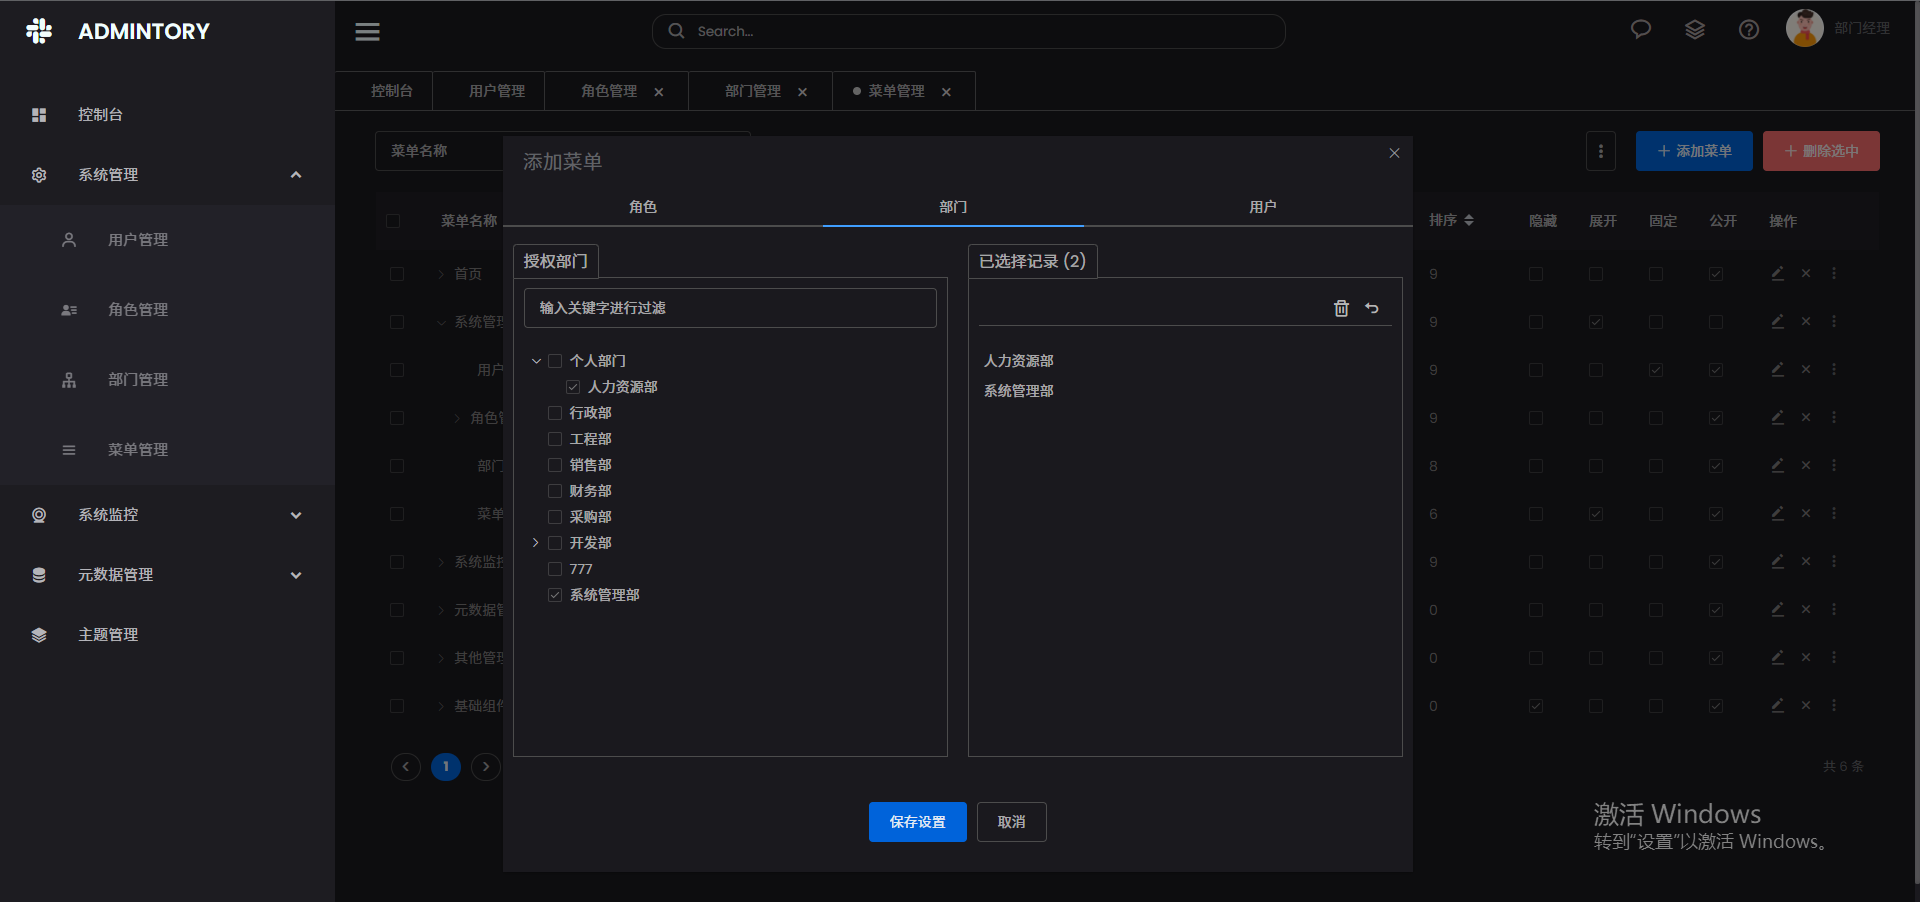 ADMINTORY
控制台
系统管理
用户管理
角色管理
部门管理
菜单管理
系统监控
元数据管理
主题管理
Search...
部门经理
控制台
用户管理
角色管理
部门管理
菜单管理
菜单名称
添加菜单
删除选中
菜单名称
排序
隐藏
展开
固定
公开
操作
首页
9
系统管理
9
用户
9
角色管
9
部门
8
菜单
6
系统监控
9
元数据管
0
其他管理
0
基础组件
0
1
共 6 条
添加菜单
角色
部门
用户
授权部门
输入关键字进行过滤
个人部门
人力资源部
行政部
工程部
销售部
财务部
采购部
开发部
777
系统管理部
已选择记录 (2)
人力资源部
系统管理部
保存设置
取消
激活 Windows
转到"设置"以激活 Windows。